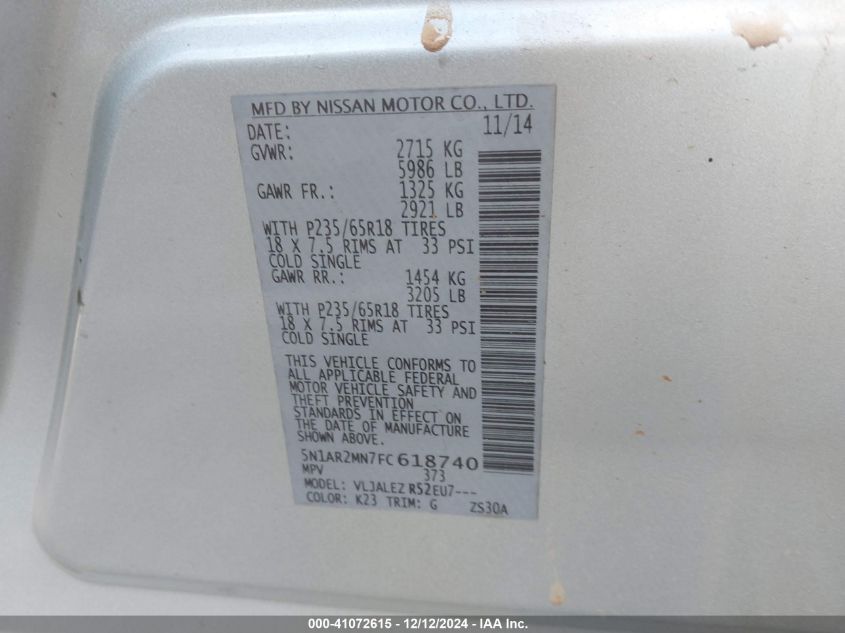 MFD BY NISSAN MOTOR CO., LTD.
DATE: 11/14
GVWR: 2715 KG
5986 LB
GAWR FR.: 1325 KG
2921 LB
WITH P235/65R18 TIRES
18 X 7.5 RIMS AT 33 PSI
COLD SINGLE
GAWR RR.: 1454 KG
3205 LB
WITH P235/65R18 TIRES
18 X 7.5 RIMS AT 33 PSI
COLD SINGLE
THIS VEHICLE CONFORMS TO
ALL APPLICABLE FEDERAL
MOTOR VEHICLE SAFETY AND
THEFT PREVENTION
STANDARDS IN EFFECT ON
THE DATE OF MANUFACTURE
SHOWN ABOVE.
5N1AR2MN7FC618740
MPV 373
MODEL: VLJALEZ R52EU7---
COLOR: K23 TRIM: G ZS30A
000-41072615 - 12/12/2024 - IAA Inc.